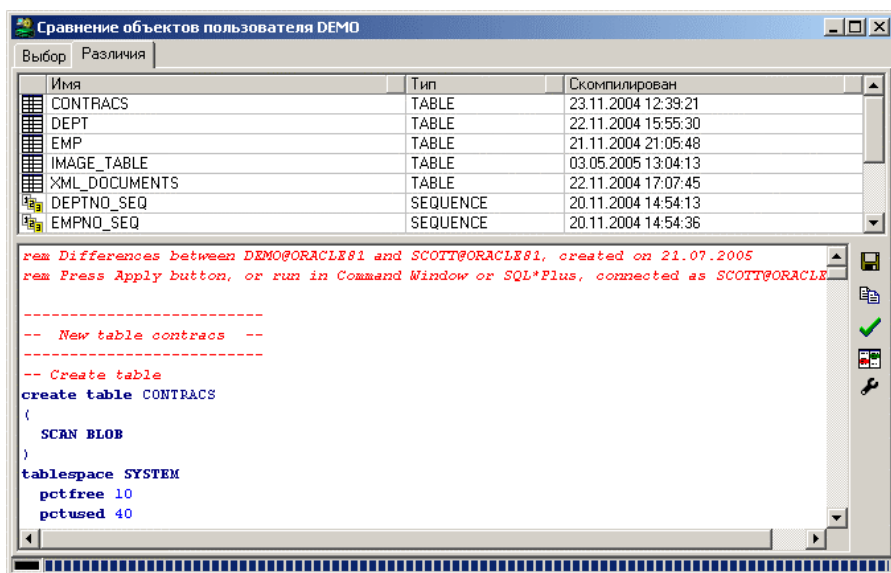 Сравнение объектов пользователя DEMO
Выбор Различия
Имя Тип Скомпилирован
CONTRACS TABLE 23.11.2004 12:39:21
DEPT TABLE 22.11.2004 15:55:30
EMP TABLE 21.11.2004 21:05:48
IMAGE_TABLE TABLE 03.05.2005 13:04:13
XML_DOCUMENTS TABLE 22.11.2004 17:07:45
DEPTNO_SEQ SEQUENCE 20.11.2004 14:54:13
EMPNO_SEQ SEQUENCE 20.11.2004 14:54:36
rem Differences between DEMO@ORACLE81 and SCOTT@ORACLE81, created on 21.07.2005
rem Press Apply button, or run in Command Window or SQL*Plus, connected as SCOTT@ORACLE
---------------------------
-- New table contracs --
---------------------------
-- Create table
create table CONTRACS
(
SCAN BLOB
)
tablespace SYSTEM
pctfree 10
pctused 40